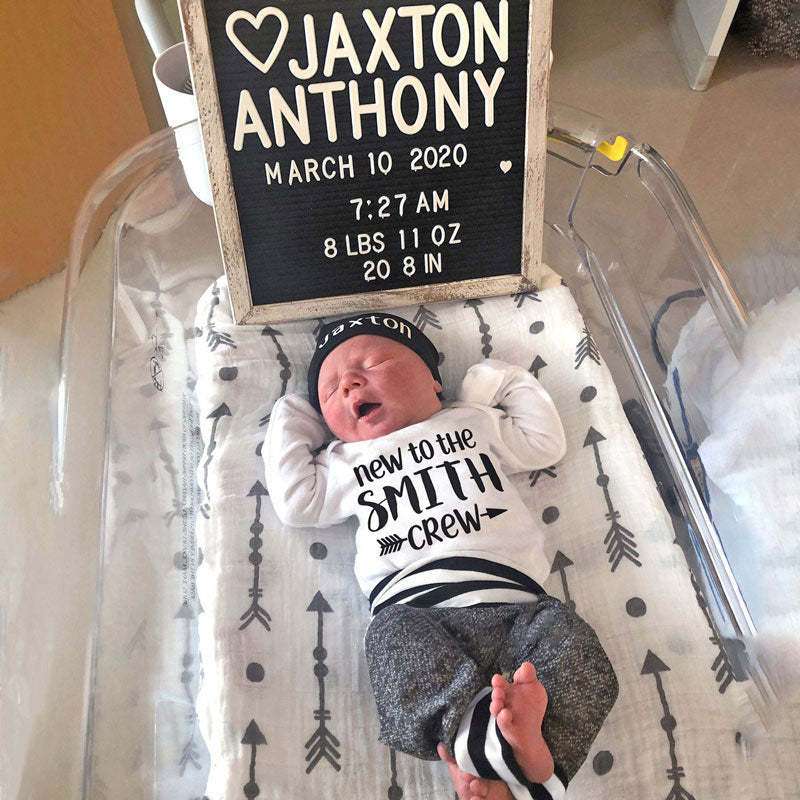 JAXTON
ANTHONY
MARCH 10 2020
7:27 AM
8 LBS 11 OZ
20 8 IN
Jaxton
new to the
SMITH
CREW